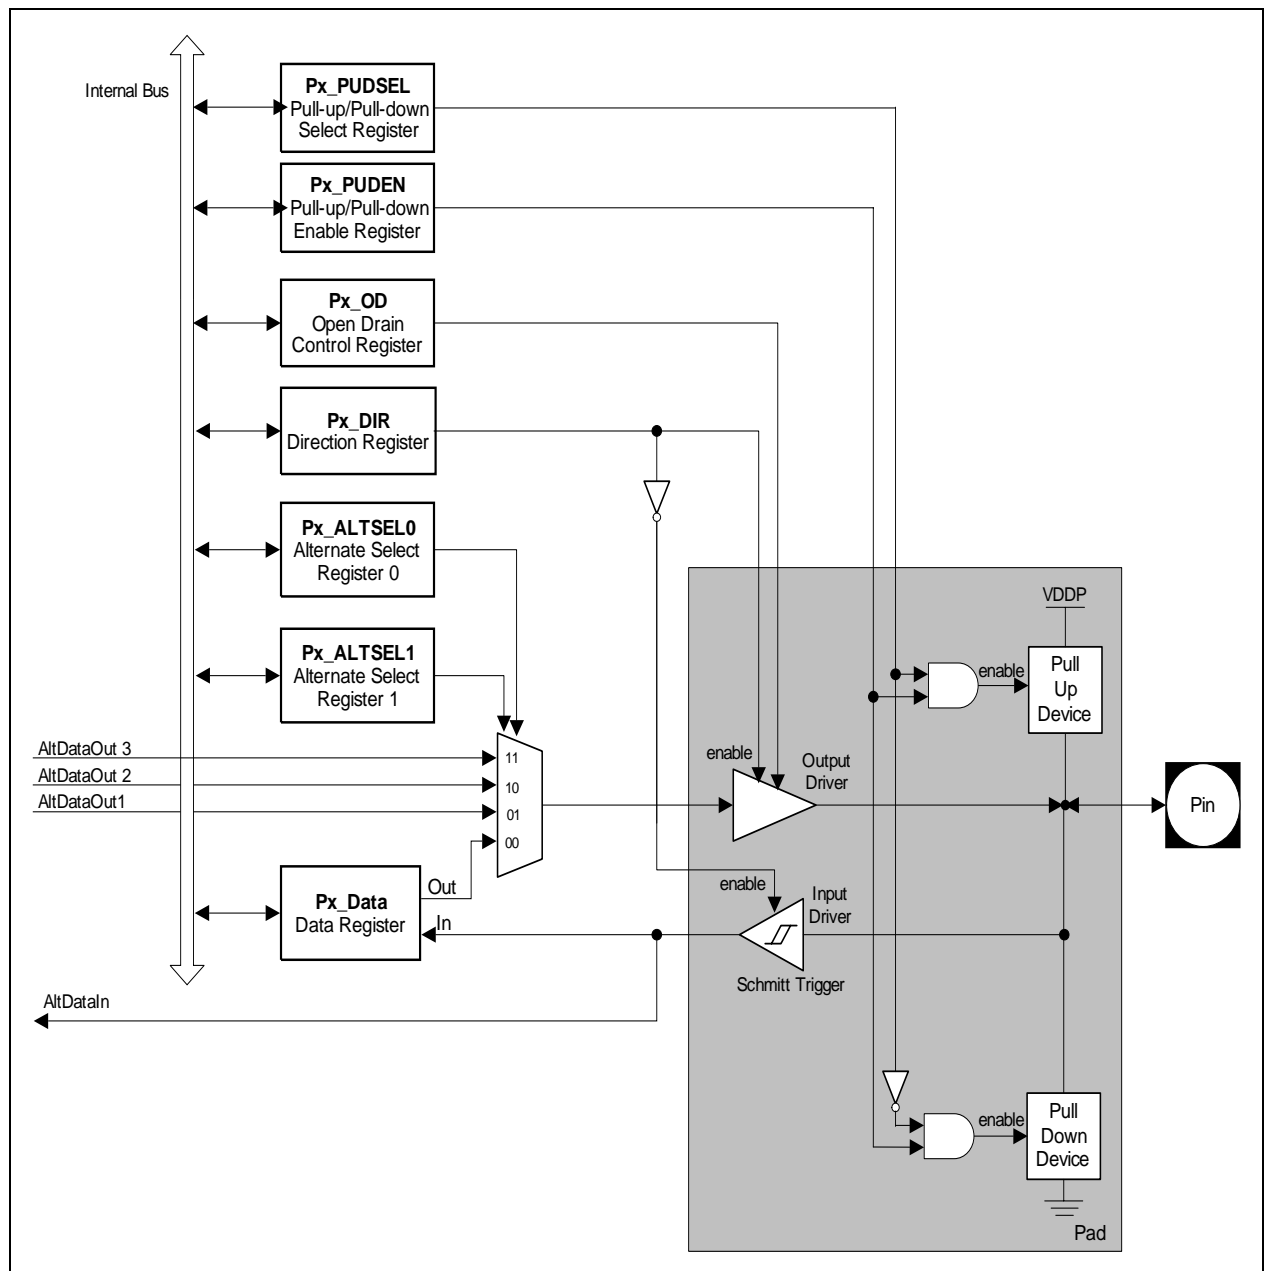 Internal Bus
Px_PUDSEL
Pull-up/Pull-down
Select Register
Px_PUDEN
Pull-up/Pull-down
Enable Register
Px_OD
Open Drain
Control Register
Px_DIR
Direction Register
Px_ALTSEL0
Alternate Select
Register 0
Px_ALTSEL1
Alternate Select
Register 1
AltDataOut 3
AltDataOut 2
AltDataOut1
11
10
01
00
Px_Data
Data Register
Out
In
AltDataIn
enable
Output
Driver
enable
Input
Driver
Schmitt Trigger
VDDP
enable
Pull
Up
Device
Pin
enable
Pull
Down
Device
Pad